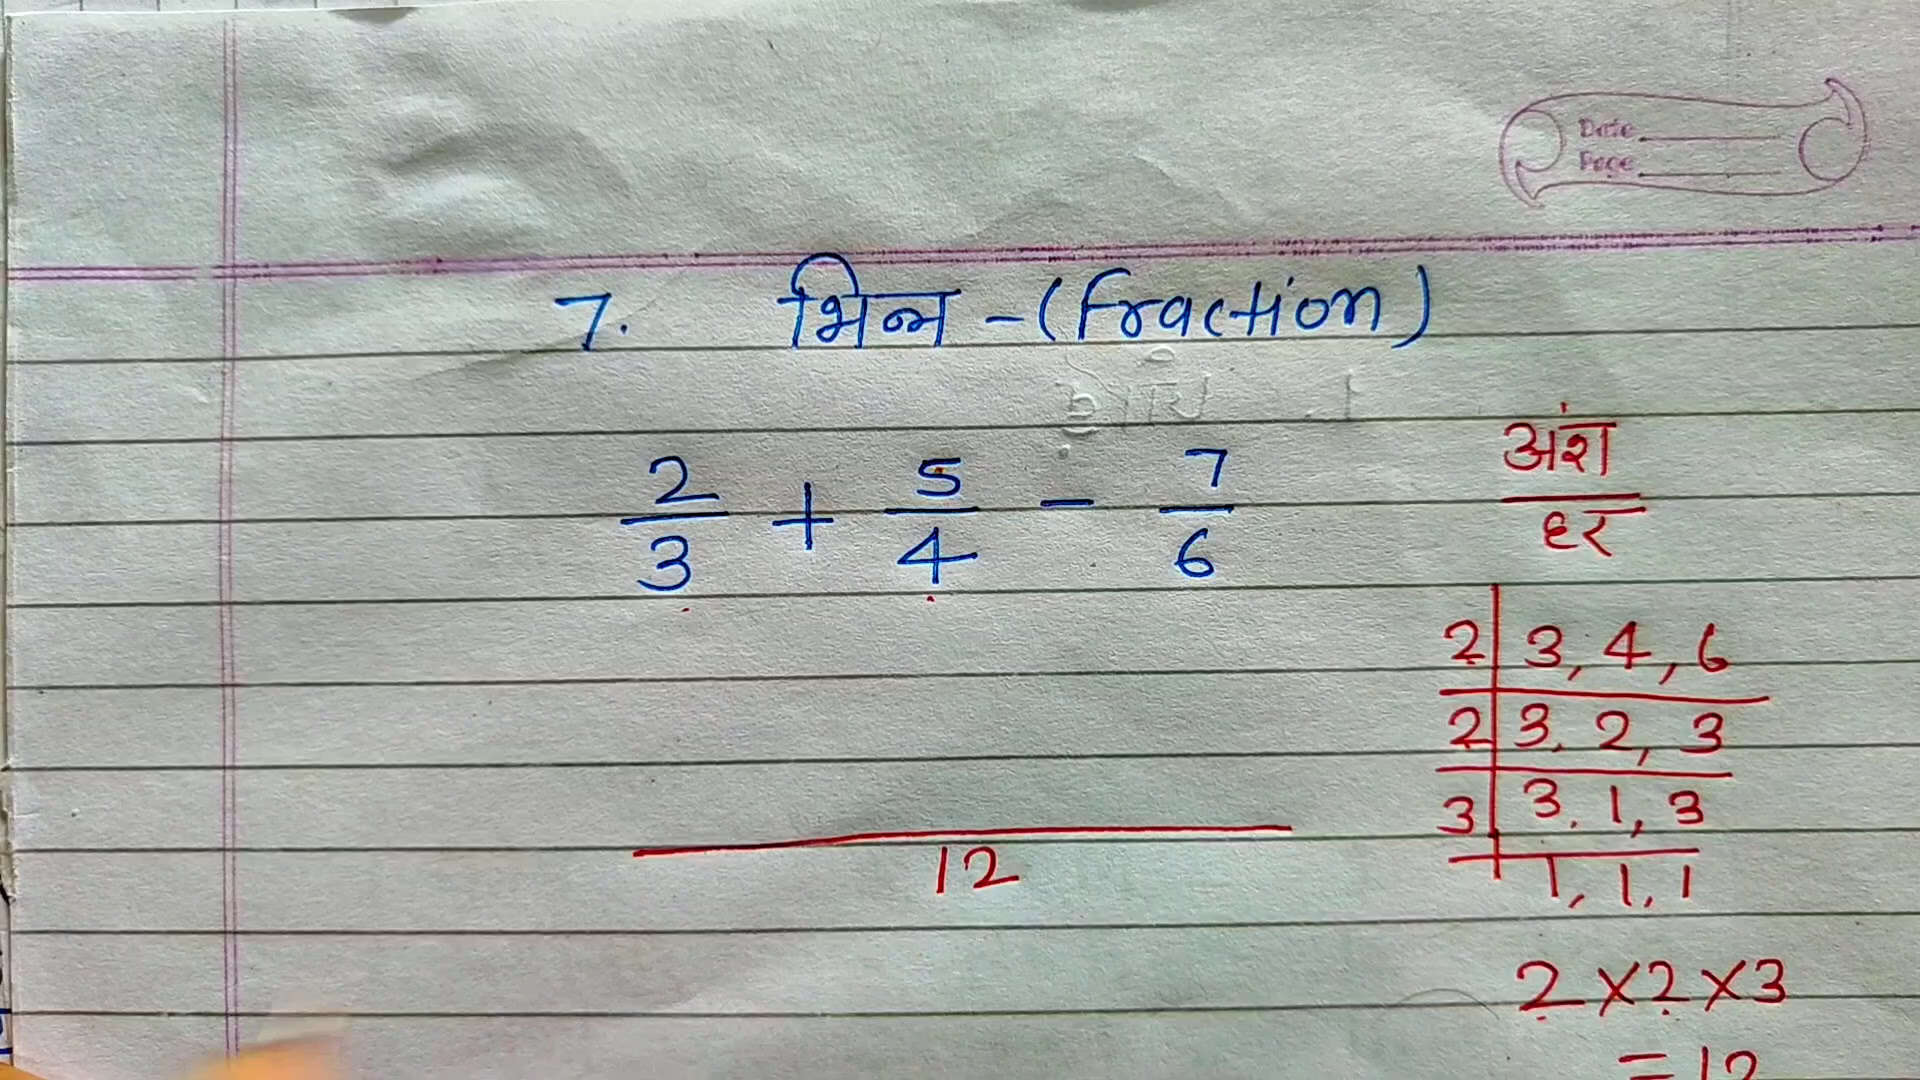 Date
Page
7. भिन्न - (fraction)
2/3 + 5/4 - 7/6
12
अंश
हर
2 | 3, 4, 6
2 | 3, 2, 3
3 | 3, 1, 3
1, 1, 1
2 × 2 × 3
= 12